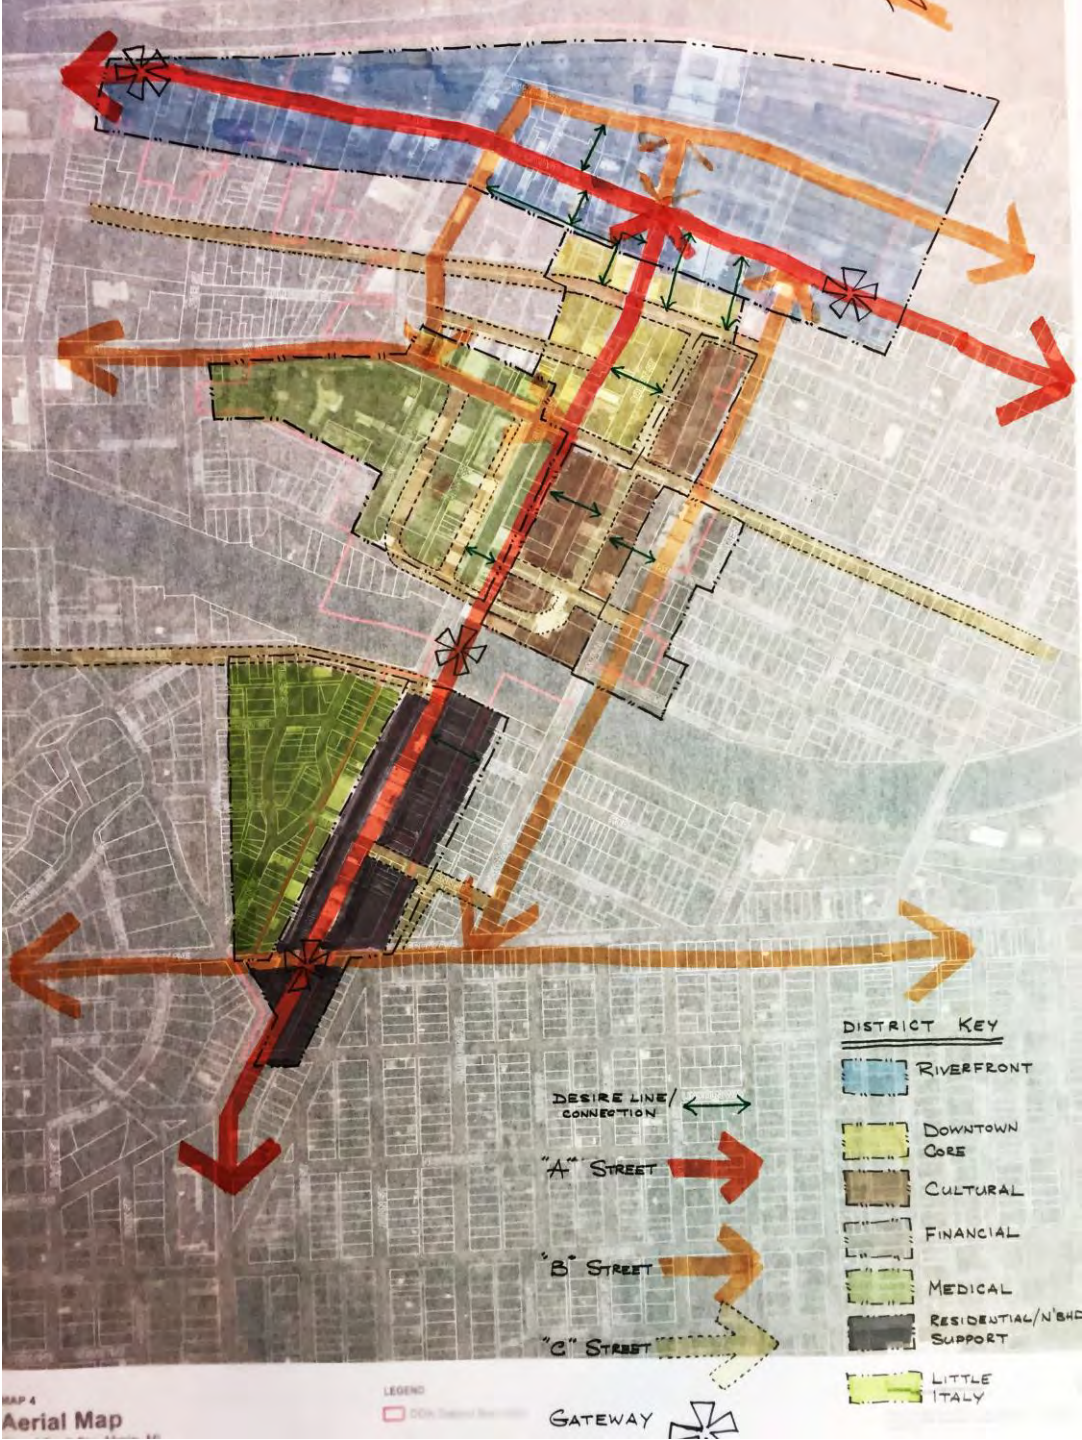 DISTRICT KEY
RIVERFRONT
DOWNTOWN
CORE
CULTURAL
FINANCIAL
MEDICAL
RESIDENTIAL/N'BHD
SUPPORT
LITTLE
ITALY
DESIRE LINE/
CONNECTION
"A" STREET
"B" STREET
"C" STREET
GATEWAY
MAP 4
Aerial Map
LEGEND